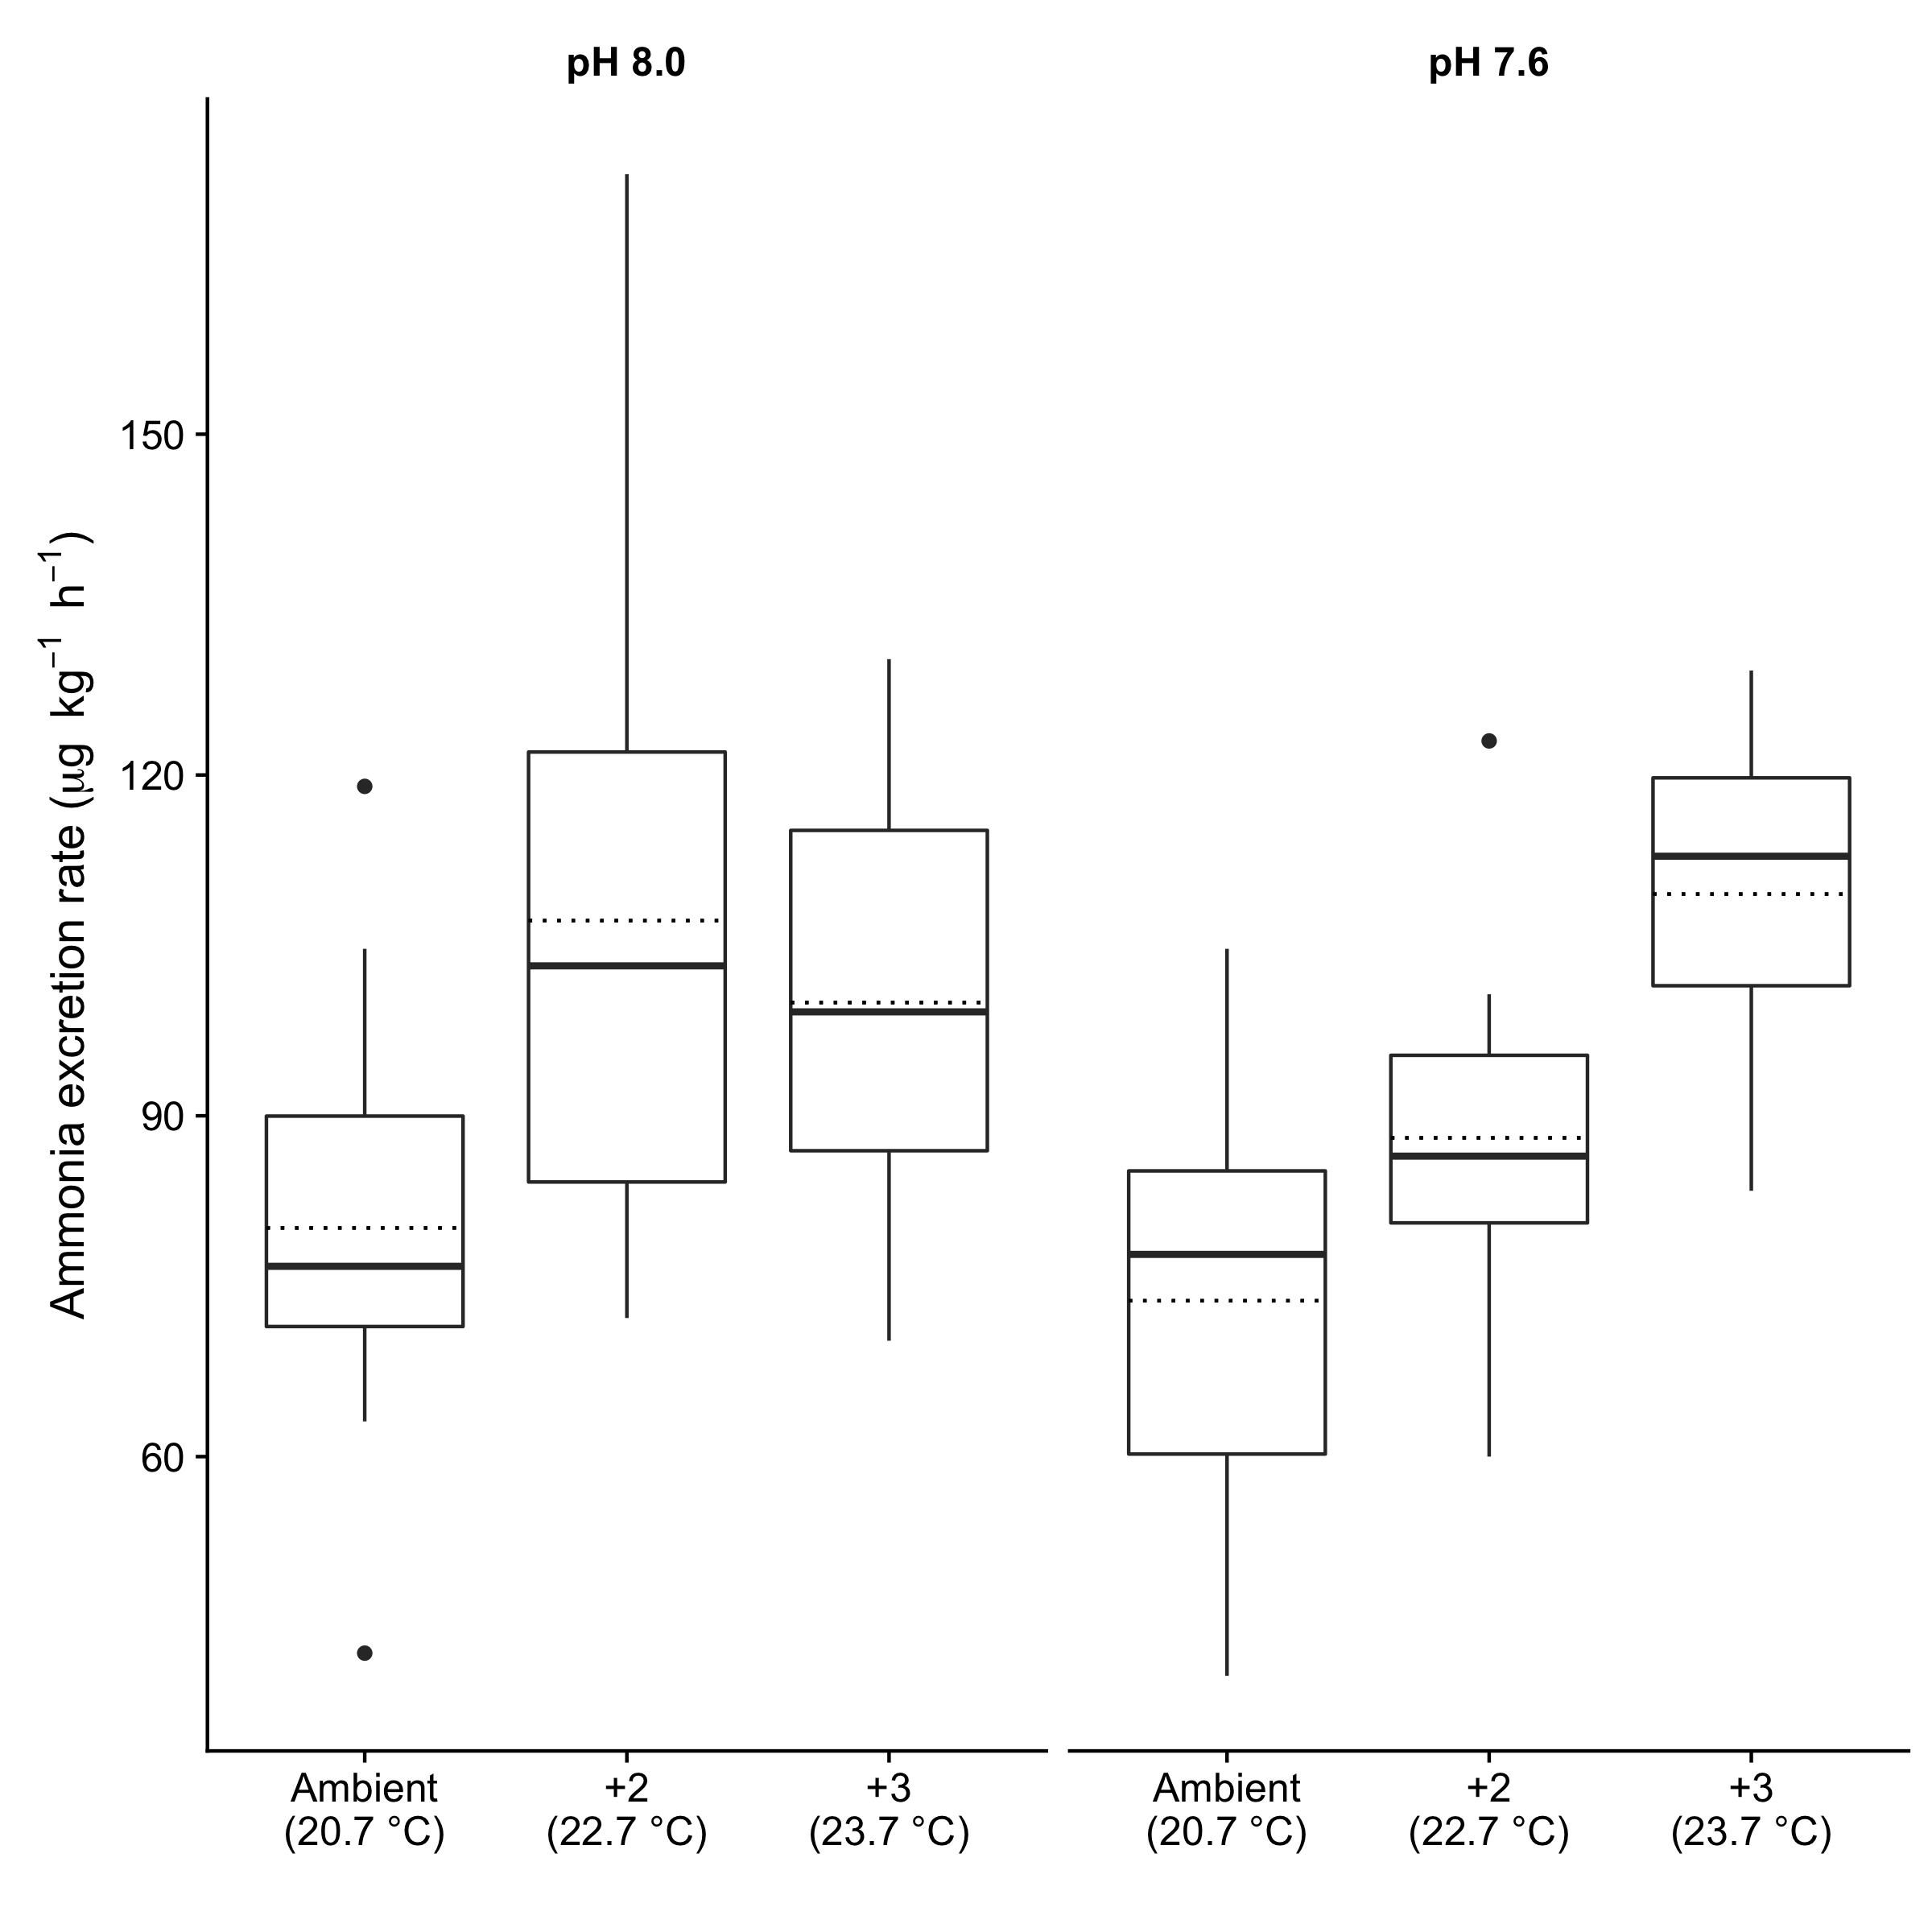 pH 8.0
pH 7.6
Ammonia excretion rate (µg kg⁻¹ h⁻¹)
150
120
90
60
Ambient
(20.7 °C)
+2
(22.7 °C)
+3
(23.7 °C)
Ambient
(20.7 °C)
+2
(22.7 °C)
+3
(23.7 °C)